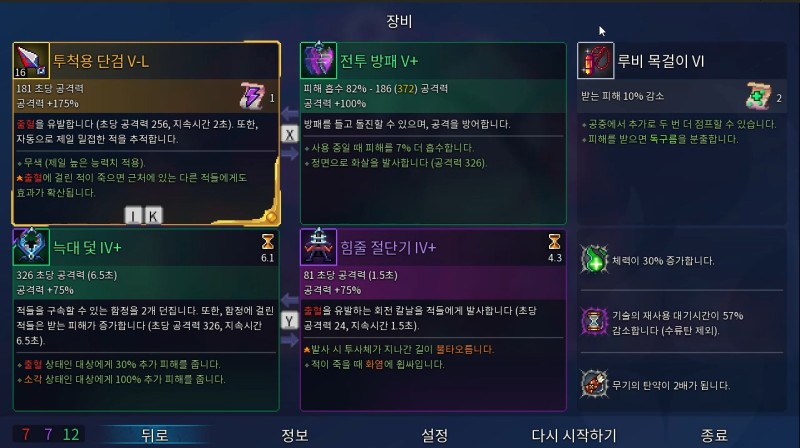 장비
투척용 단검 V-L
16
181 초당 공격력
공격력 +175%
1
출혈을 유발합니다 (초당 공격력 256, 지속시간 2초). 또한,
자동으로 제일 밀접한 적을 추적합니다.
무색 (제일 높은 능력치 적용).
출혈에 걸린 적이 죽으면 근처에 있는 다른 적들에게도
효과가 확산됩니다.
I K
X
전투 방패 V+
피해 흡수 82% - 186 (372) 공격력
공격력 +100%
방패를 들고 돌진할 수 있으며, 공격을 방어합니다.
사용 중일 때 피해를 7% 더 흡수합니다.
정면으로 화살을 발사합니다 (공격력 326).
루비 목걸이 VI
받는 피해 10% 감소
2
공중에서 추가로 두 번 더 점프할 수 있습니다.
피해를 받으면 독구름을 분출합니다.
늑대 덫 IV+
6.1
326 초당 공격력 (6.5초)
공격력 +75%
적들을 구속할 수 있는 함정을 2개 던집니다. 또한, 함정에 걸린
적들은 받는 피해가 증가합니다 (초당 공격력 326, 지속시간
6.5초).
출혈 상태인 대상에게 30% 추가 피해를 줍니다.
소각 상태인 대상에게 100% 추가 피해를 줍니다.
Y
힘줄 절단기 IV+
4.3
81 초당 공격력 (1.5초)
공격력 +75%
출혈을 유발하는 회전 칼날을 적들에게 발사합니다 (초당
공격력 24, 지속시간 1.5초).
발사 시 투사체가 지나간 길이 불타오릅니다.
적이 죽을 때 화염에 휩싸입니다.
체력이 30% 증가합니다.
기술의 재사용 대기시간이 57%
감소합니다 (수류탄 제외).
무기의 탄약이 2배가 됩니다.
7 7 12
뒤로
정보
설정
다시 시작하기
종료